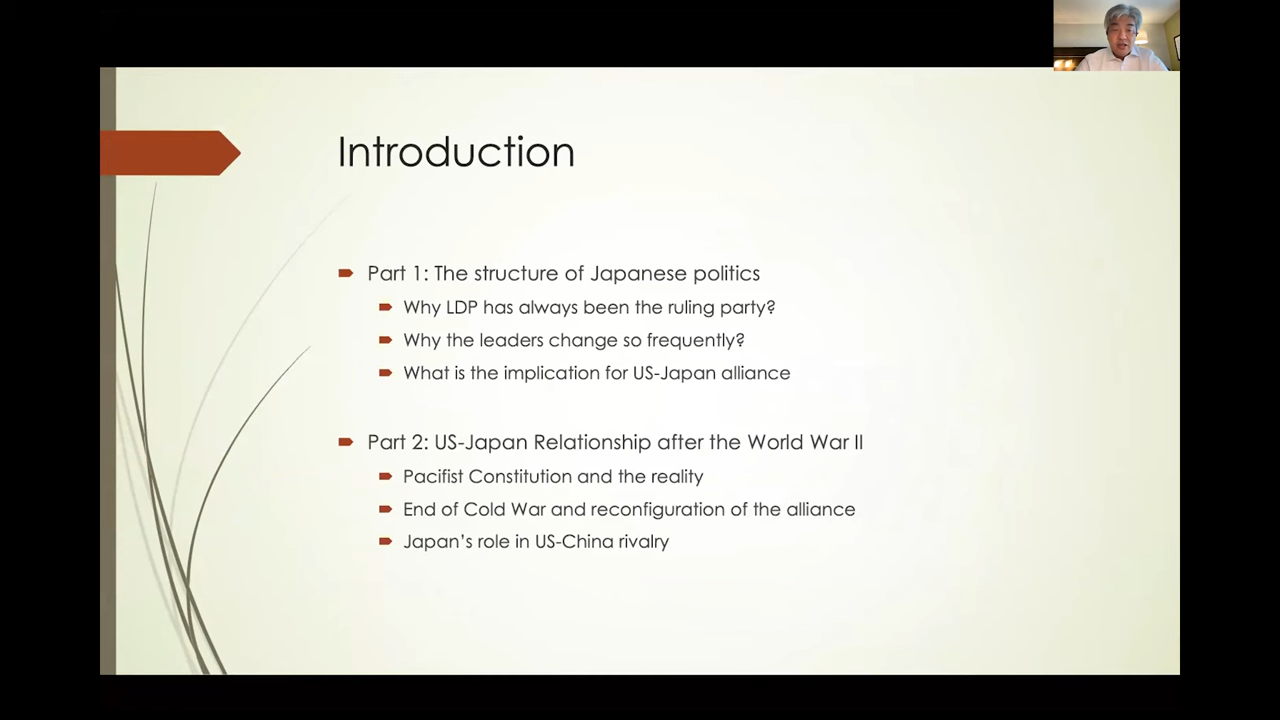 Introduction
Part 1: The structure of Japanese politics
Why LDP has always been the ruling party?
Why the leaders change so frequently?
What is the implication for US-Japan alliance
Part 2: US-Japan Relationship after the World War II
Pacifist Constitution and the reality
End of Cold War and reconfiguration of the alliance
Japan's role in US-China rivalry